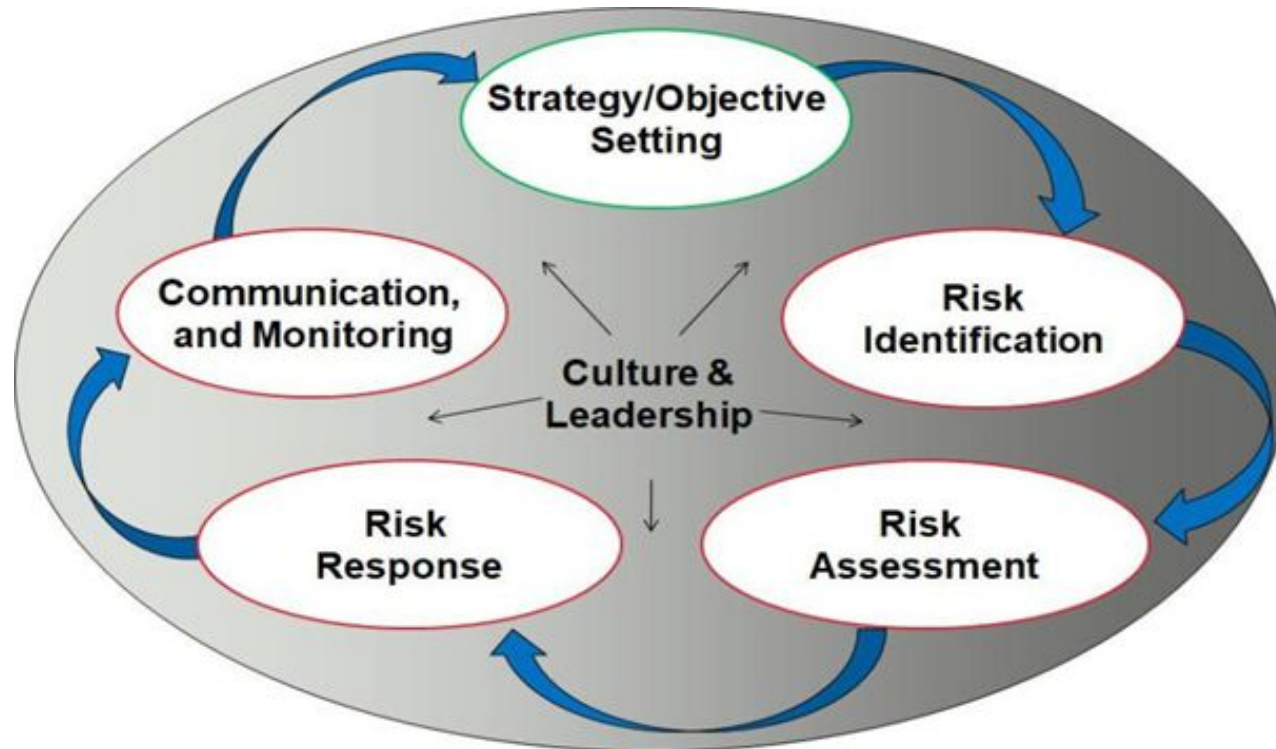 Strategy/Objective
Setting
Risk
Identification
Risk
Assessment
Risk
Response
Communication,
and Monitoring
Culture &
Leadership